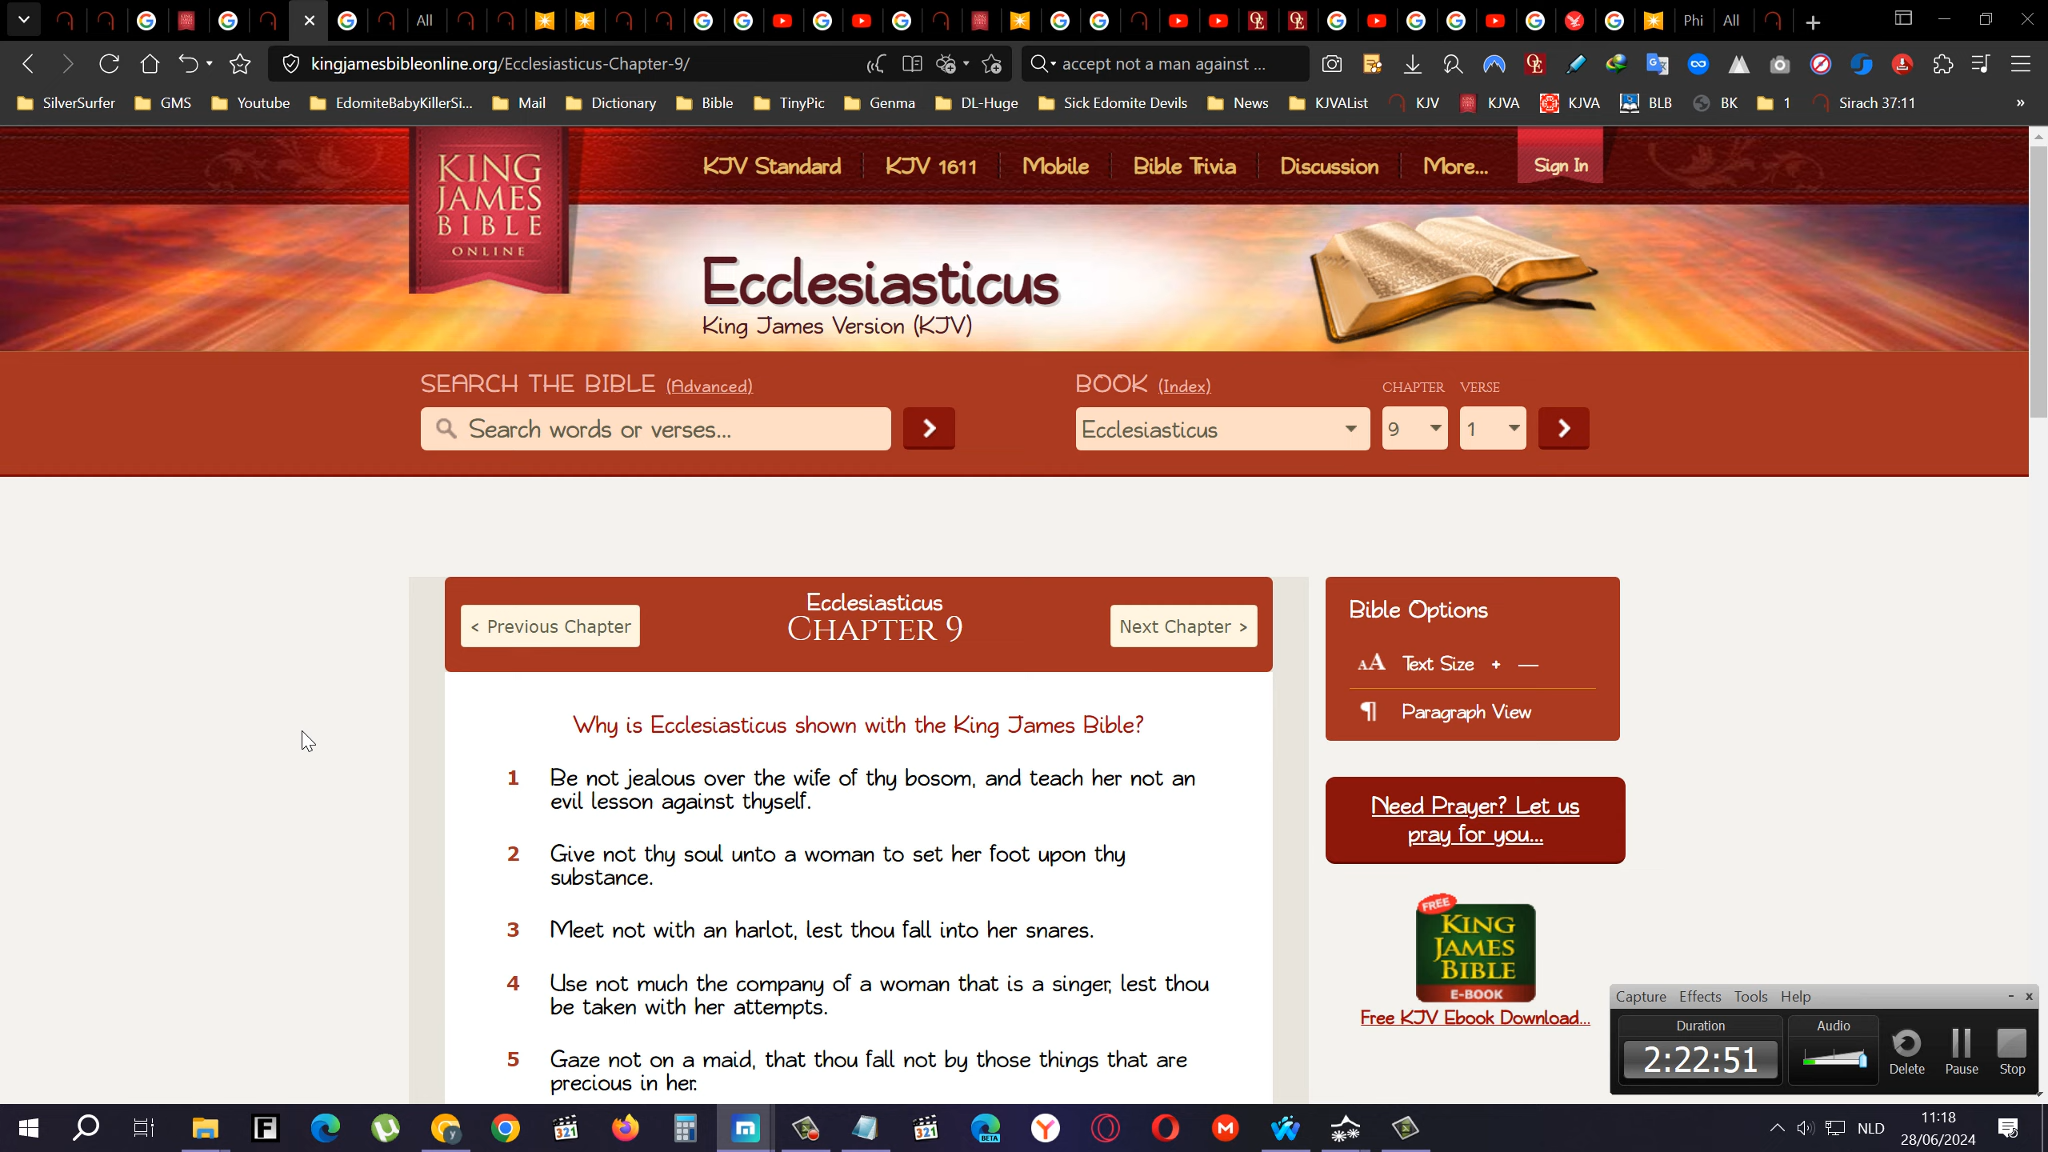 All
Phi
All
kingjamesbibleonline.org/Ecclesiasticus-Chapter-9/
accept not a man against ...
SilverSurfer
GMS
Youtube
EdomiteBabyKillerSi...
Mail
Dictionary
Bible
TinyPic
Genma
DL-Huge
Sick Edomite Devils
News
KJVAList
KJV
KJVA
KJVA
BLB
BK
1
Sirach 37:11
»
KING
JAMES
BIBLE
ONLINE
KJV Standard
KJV 1611
Mobile
Bible Trivia
Discussion
More...
Sign In
Ecclesiasticus
King James Version (KJV)
SEARCH THE BIBLE (Advanced)
Search words or verses...
BOOK (Index)
CHAPTER
VERSE
Ecclesiasticus
9
1
< Previous Chapter
Ecclesiasticus
CHAPTER 9
Next Chapter >
Why is Ecclesiasticus shown with the King James Bible?
1 Be not jealous over the wife of thy bosom, and teach her not an
evil lesson against thyself.
2 Give not thy soul unto a woman to set her foot upon thy
substance.
3 Meet not with an harlot, lest thou fall into her snares.
4 Use not much the company of a woman that is a singer, lest thou
be taken with her attempts.
5 Gaze not on a maid, that thou fall not by those things that are
precious in her.
Bible Options
AA Text Size + —
¶ Paragraph View
Need Prayer? Let us
pray for you...
FREE
KING
JAMES
BIBLE
E-BOOK
Free KJV Ebook Download...
Capture Effects Tools Help
Duration
2:22:51
Audio
Delete
Pause
Stop
321
321
BETA
NLD
11:18
28/06/2024